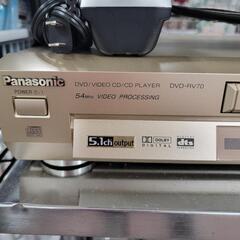 Panasonic
DVD/VIDEO CD/CD PLAYER DVD-RV70
POWER
54MHz VIDEO PROCESSING
5.1ch output
DOLBY DIGITAL
dts